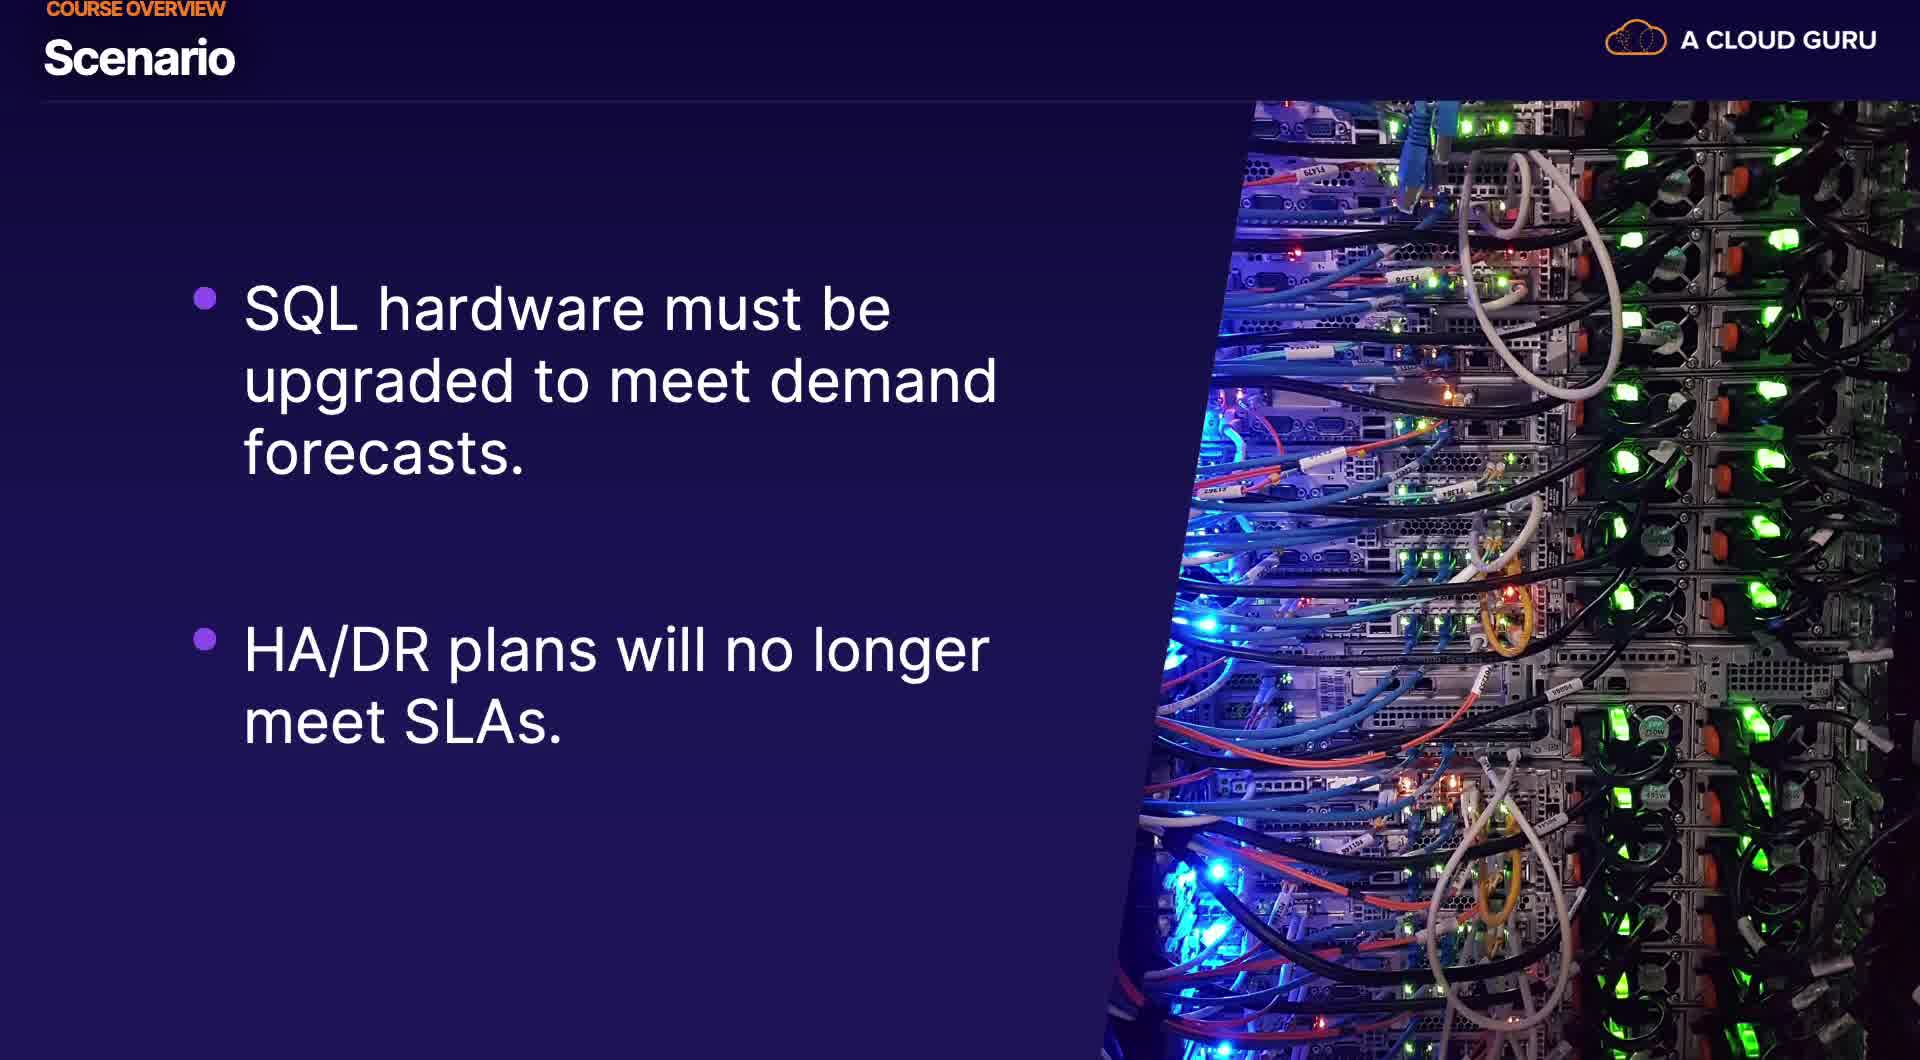 COURSE OVERVIEW
Scenario
A CLOUD GURU
SQL hardware must be
upgraded to meet demand
forecasts.
HA/DR plans will no longer
meet SLAs.